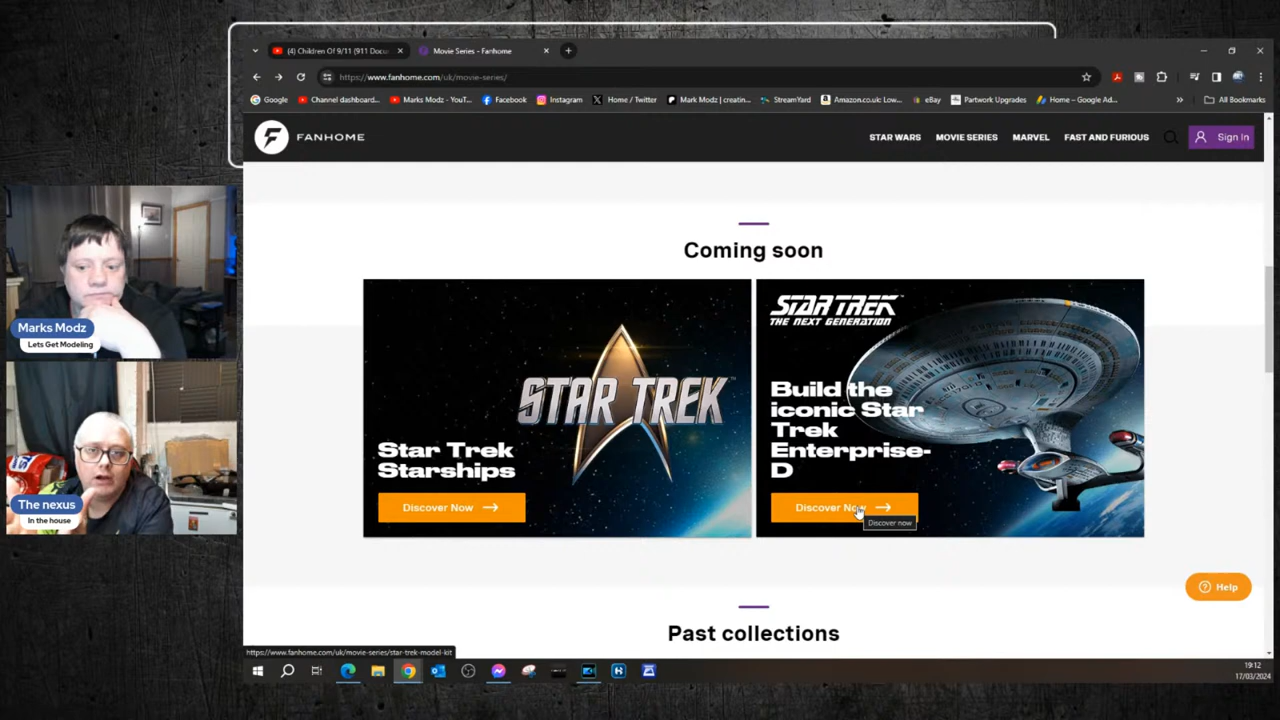 (4) Children Of 9/11 (911 Docu
Movie Series - Fanhome
https://www.fanhome.com/uk/movie-series/
Google
Channel dashboard...
Marks Modz - YouT...
Facebook
Instagram
Home / Twitter
Mark Modz | creatin...
StreamYard
Amazon.co.uk: Low...
eBay
Partwork Upgrades
Home – Google Ad...
All Bookmarks
FANHOME
STAR WARS
MOVIE SERIES
MARVEL
FAST AND FURIOUS
Sign In
Coming soon
STAR TREK
Star Trek
Starships
Discover Now
STAR TREK
THE NEXT GENERATION
Build the
iconic Star
Trek
Enterprise-
D
Discover Now
Discover now
Help
Past collections
https://www.fanhome.com/uk/movie-series/star-trek-model-kit
19:12
17/03/2024
Marks Modz
Lets Get Modeling
The nexus
In the house